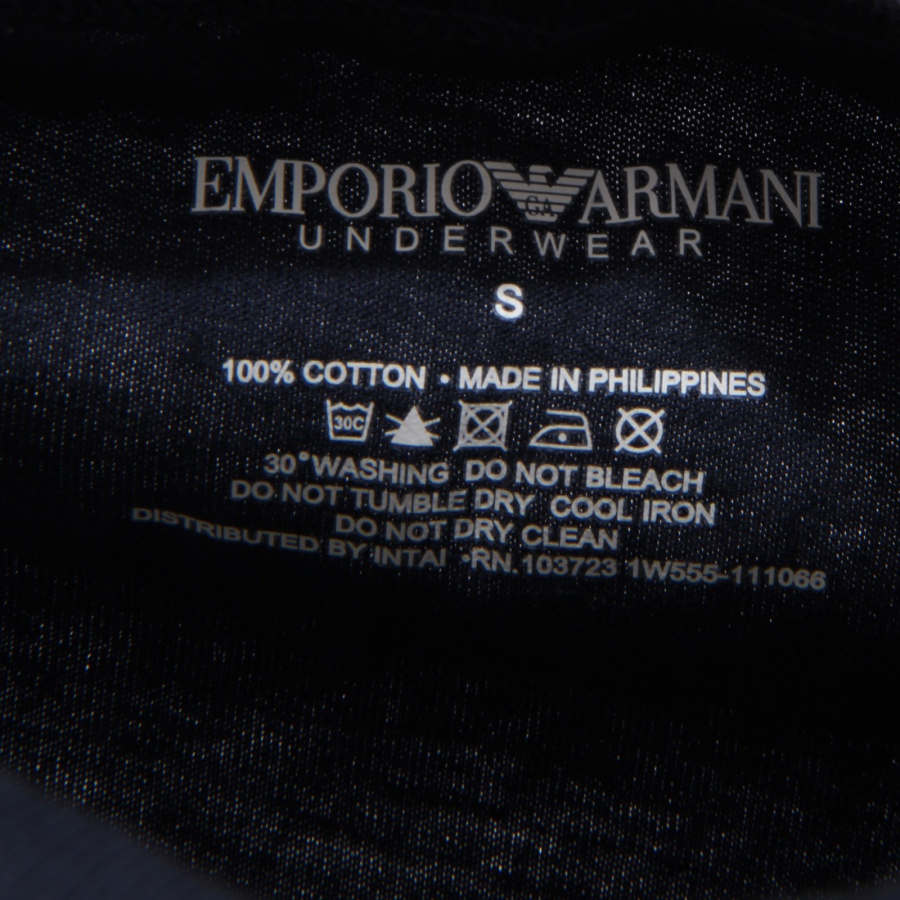 EMPORIO GA ARMANI
UNDERWEAR
S
100% COTTON • MADE IN PHILIPPINES
30C
30°WASHING DO NOT BLEACH
DO NOT TUMBLE DRY COOL IRON
DO NOT DRY CLEAN
DISTRIBUTED BY INTAI •RN.103723 1W555-111066